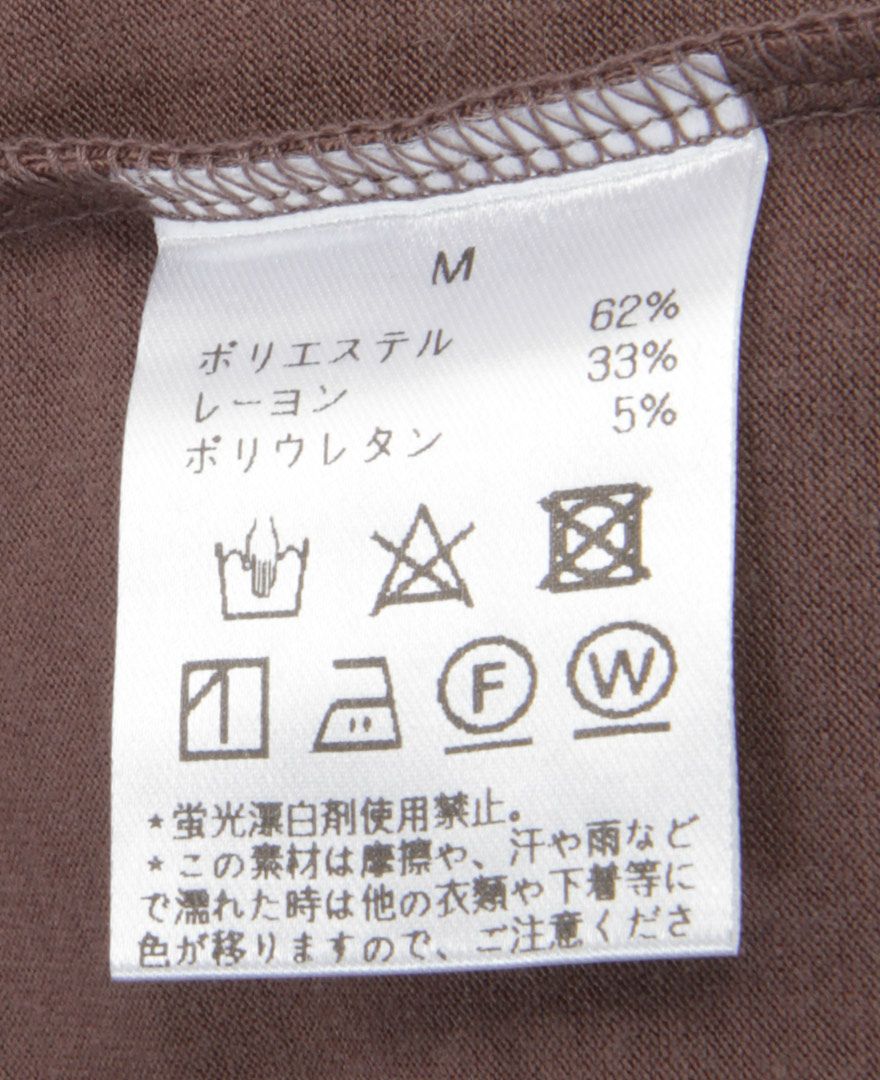 M
ポリエステル 62%
レーヨン 33%
ポリウレタン 5%
F W
*蛍光漂白剤使用禁止。
*この素材は摩擦や、汗や雨など
で濡れた時は他の衣類や下着等に
色が移りますので、ご注意くださ